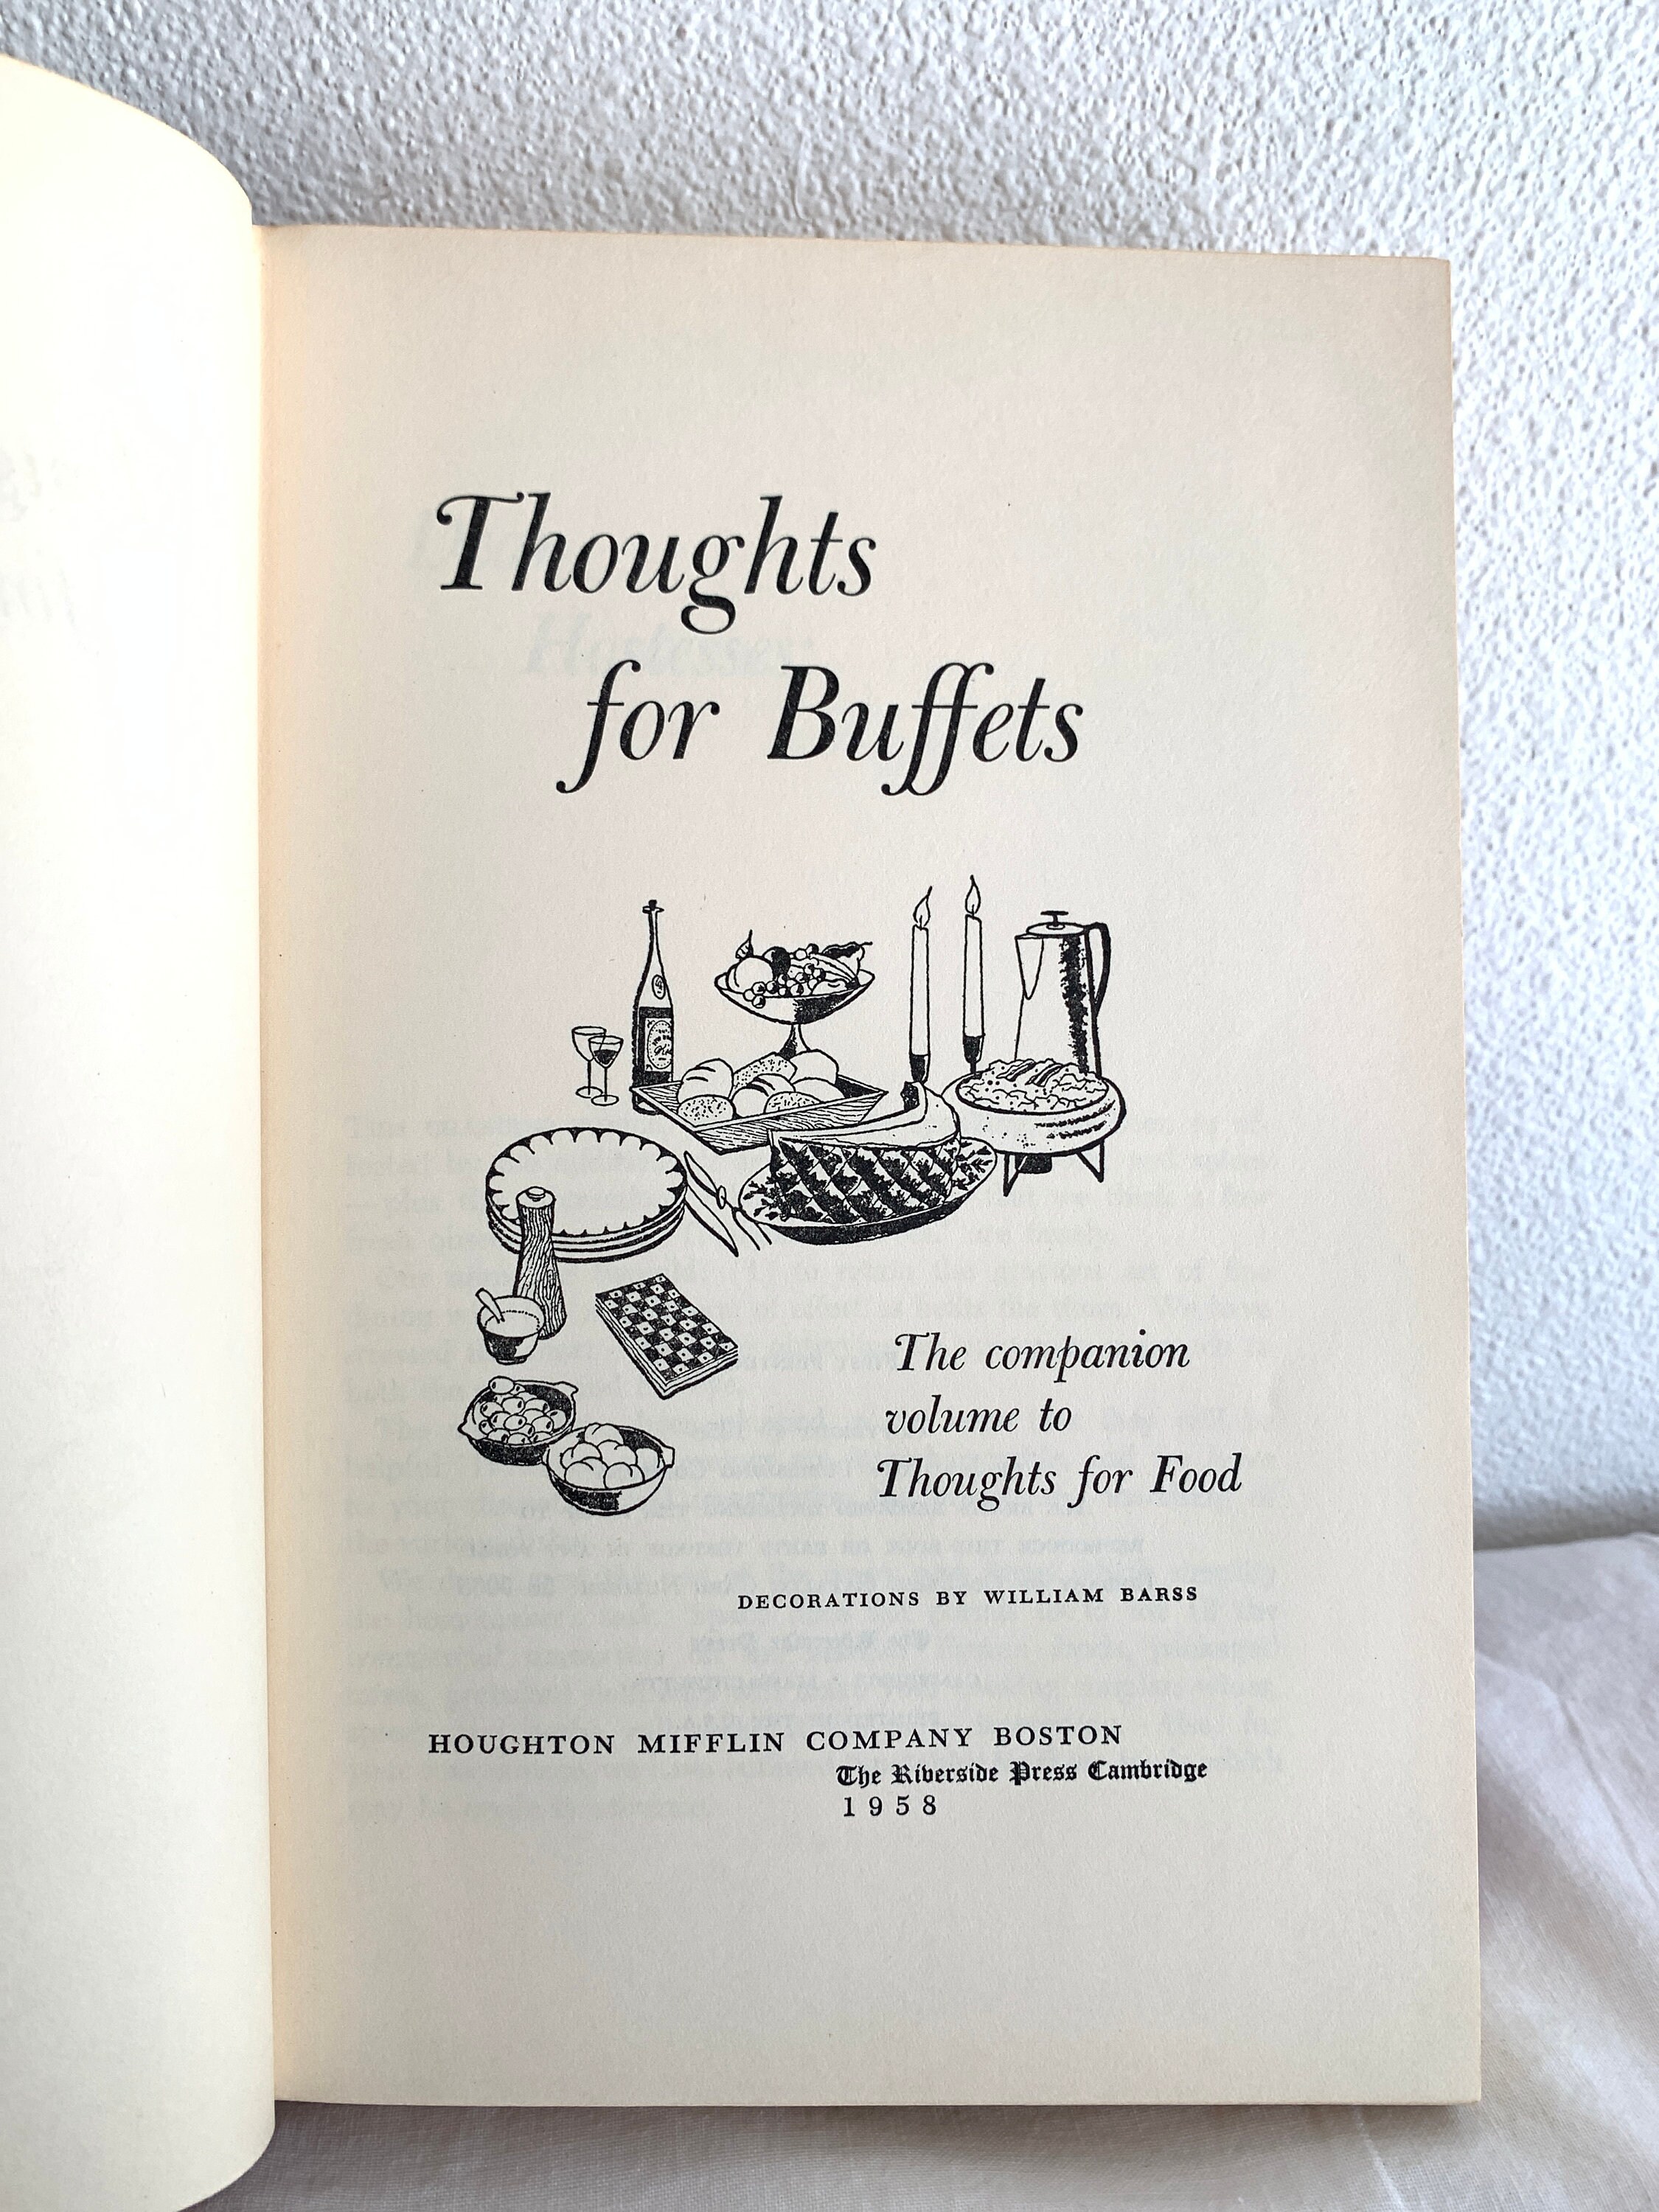 Thoughts
for Buffets
The companion
volume to
Thoughts for Food
DECORATIONS BY WILLIAM BARSS
HOUGHTON MIFFLIN COMPANY BOSTON
The Riverside Press Cambridge
1958